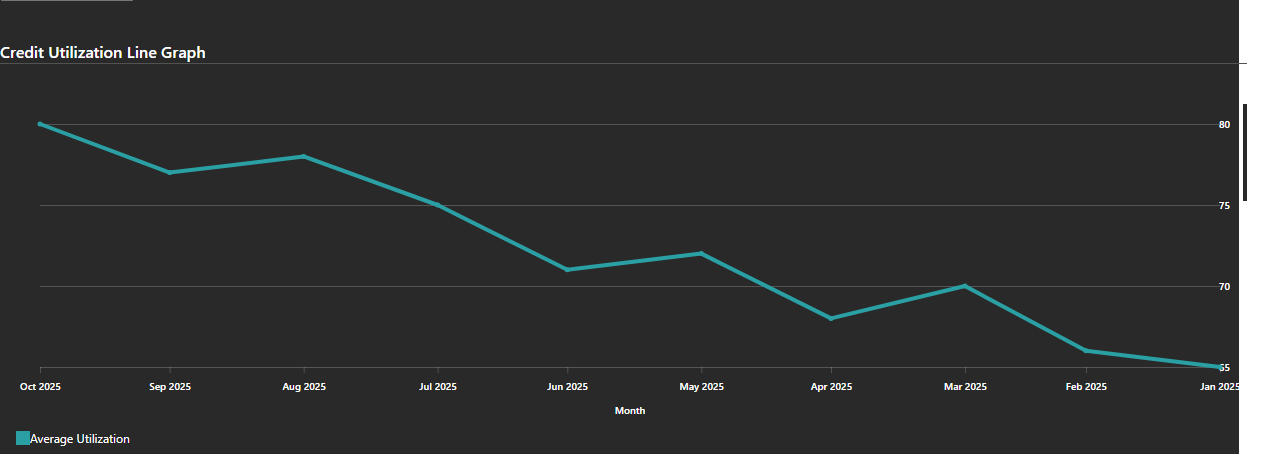 Credit Utilization Line Graph
80
75
70
65
Oct 2025 Sep 2025 Aug 2025 Jul 2025 Jun 2025 May 2025 Apr 2025 Mar 2025 Feb 2025 Jan 2025
Month
Average Utilization